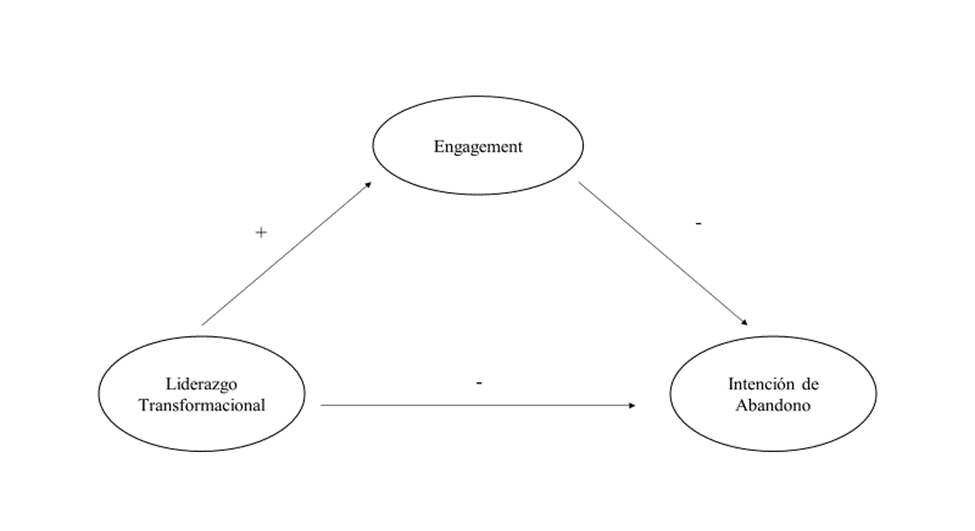 Engagement
+
-
Liderazgo
Transformacional
-
Intención de
Abandono